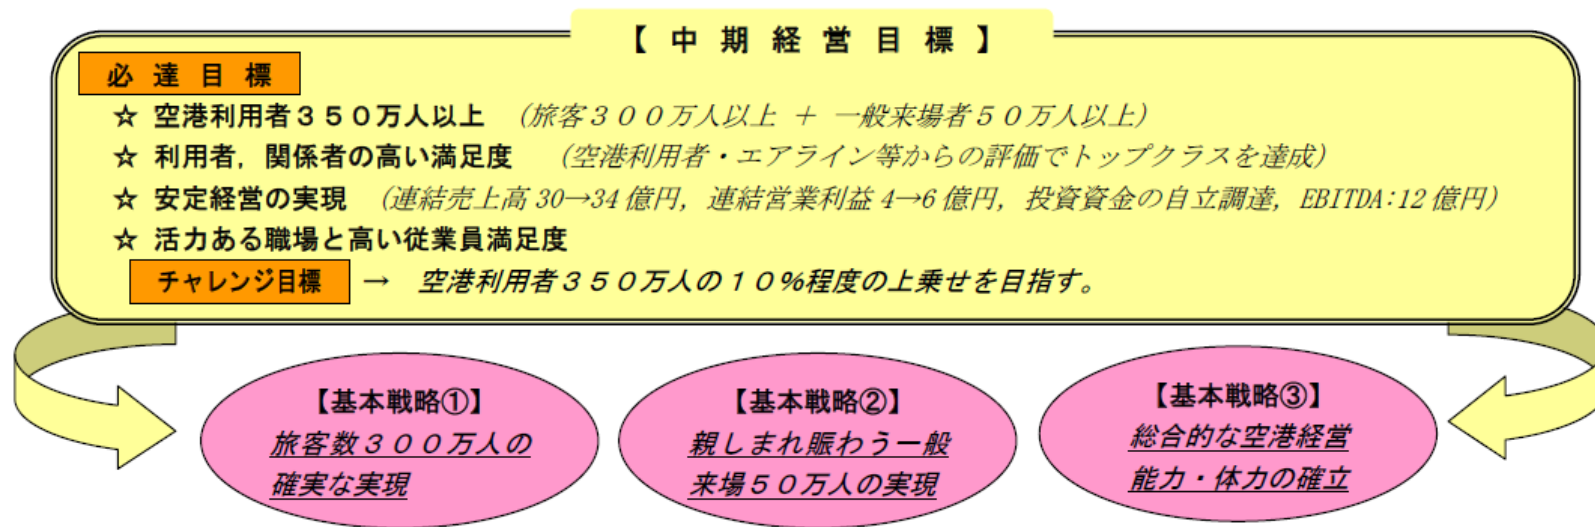 【中期経営目標】
必達目標
☆ 空港利用者３５０万人以上 (旅客３００万人以上 ＋ 一般来場者５０万人以上)
☆ 利用者，関係者の高い満足度 (空港利用者・エアライン等からの評価でトップクラスを達成)
☆ 安定経営の実現 (連結売上高 30→34 億円，連結営業利益 4→6 億円，投資資金の自立調達，EBITDA:12 億円)
☆ 活力ある職場と高い従業員満足度
チャレンジ目標 → 空港利用者３５０万人の１０％程度の上乗せを目指す。
【基本戦略①】
旅客数３００万人の
確実な実現
【基本戦略②】
親しまれ賑わう一般
来場５０万人の実現
【基本戦略③】
総合的な空港経営
能力・体力の確立